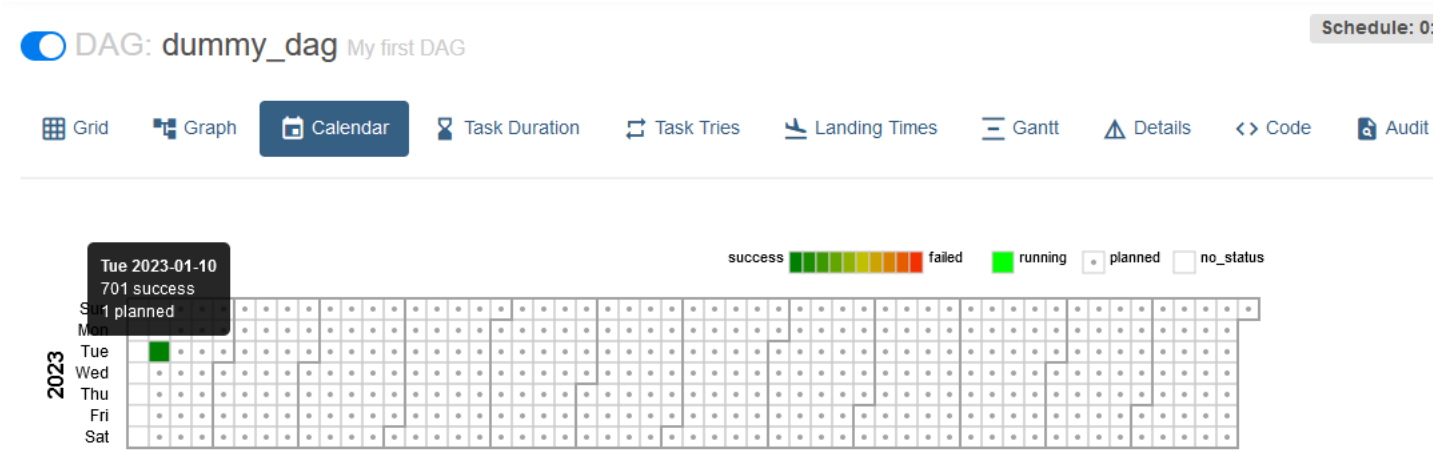 Schedule: 0:
DAG: dummy_dag My first DAG
Grid Graph Calendar Task Duration Task Tries Landing Times Gantt Details Code Audit
success failed running planned no_status
Tue 2023-01-10
701 success
1 planned
Sun
Mon
Tue
Wed
Thu
Fri
Sat
2023